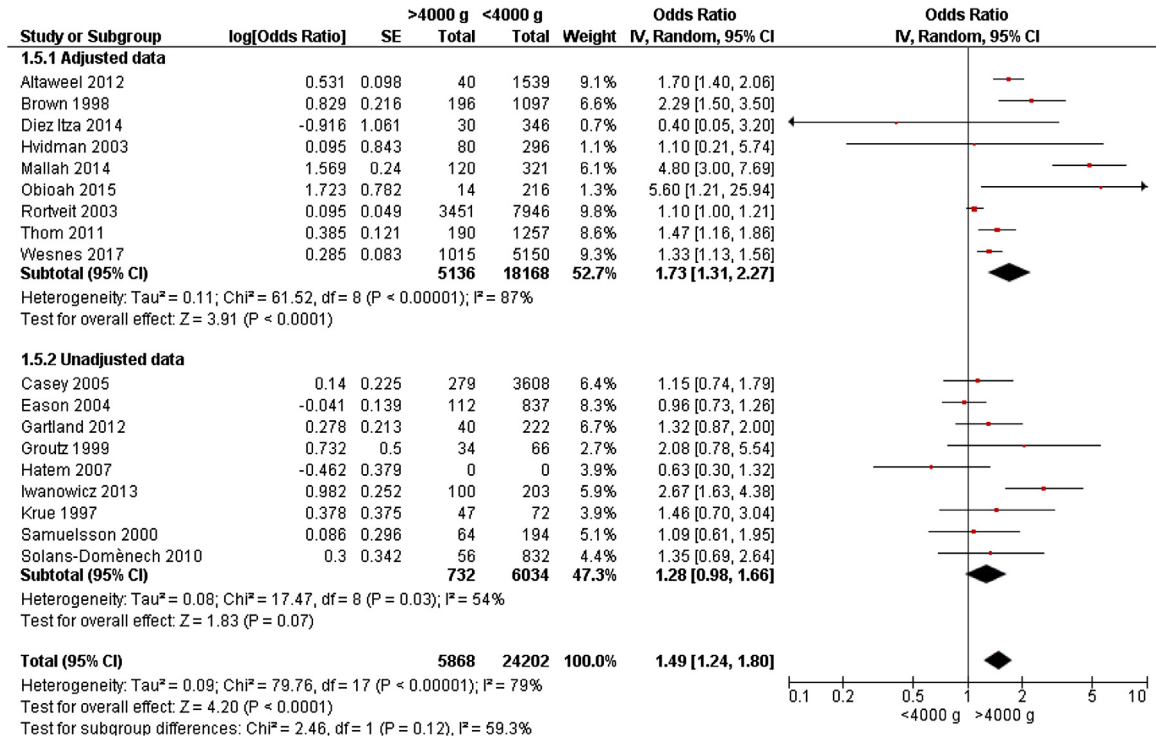 >4000 g <4000 g Odds Ratio Odds Ratio
Study or Subgroup log[Odds Ratio] SE Total Total Weight IV, Random, 95% CI IV, Random, 95% CI
1.5.1 Adjusted data
Altaweel 2012 0.531 0.098 40 1539 9.1% 1.70 [1.40, 2.06]
Brown 1998 0.829 0.216 196 1097 6.6% 2.29 [1.50, 3.50]
Diez Itza 2014 -0.916 1.061 30 346 0.7% 0.40 [0.05, 3.20]
Hvidman 2003 0.095 0.843 80 296 1.1% 1.10 [0.21, 5.74]
Mallah 2014 1.569 0.24 120 321 6.1% 4.80 [3.00, 7.69]
Obioah 2015 1.723 0.782 14 216 1.3% 5.60 [1.21, 25.94]
Rortveit 2003 0.095 0.049 3451 7946 9.8% 1.10 [1.00, 1.21]
Thom 2011 0.385 0.121 190 1257 8.6% 1.47 [1.16, 1.86]
Wesnes 2017 0.285 0.083 1015 5150 9.3% 1.33 [1.13, 1.56]
Subtotal (95% CI) 5136 18168 52.7% 1.73 [1.31, 2.27]
Heterogeneity: Tau² = 0.11; Chi² = 61.52, df = 8 (P < 0.00001); I² = 87%
Test for overall effect: Z = 3.91 (P < 0.0001)
1.5.2 Unadjusted data
Casey 2005 0.14 0.225 279 3608 6.4% 1.15 [0.74, 1.79]
Eason 2004 -0.041 0.139 112 837 8.3% 0.96 [0.73, 1.26]
Gartland 2012 0.278 0.213 40 222 6.7% 1.32 [0.87, 2.00]
Groutz 1999 0.732 0.5 34 66 2.7% 2.08 [0.78, 5.54]
Hatem 2007 -0.462 0.379 0 0 3.9% 0.63 [0.30, 1.32]
Iwanowicz 2013 0.982 0.252 100 203 5.9% 2.67 [1.63, 4.38]
Krue 1997 0.378 0.375 47 72 3.9% 1.46 [0.70, 3.04]
Samuelsson 2000 0.086 0.296 64 194 5.1% 1.09 [0.61, 1.95]
Solans-Domènech 2010 0.3 0.342 56 832 4.4% 1.35 [0.69, 2.64]
Subtotal (95% CI) 732 6034 47.3% 1.28 [0.98, 1.66]
Heterogeneity: Tau² = 0.08; Chi² = 17.47, df = 8 (P = 0.03); I² = 54%
Test for overall effect: Z = 1.83 (P = 0.07)
Total (95% CI) 5868 24202 100.0% 1.49 [1.24, 1.80]
Heterogeneity: Tau² = 0.09; Chi² = 79.76, df = 17 (P < 0.00001); I² = 79%
Test for overall effect: Z = 4.20 (P < 0.0001)
Test for subgroup differences: Chi² = 2.46, df = 1 (P = 0.12), I² = 59.3%
0.1 0.2 0.5 1 2 5 10
<4000 g >4000 g